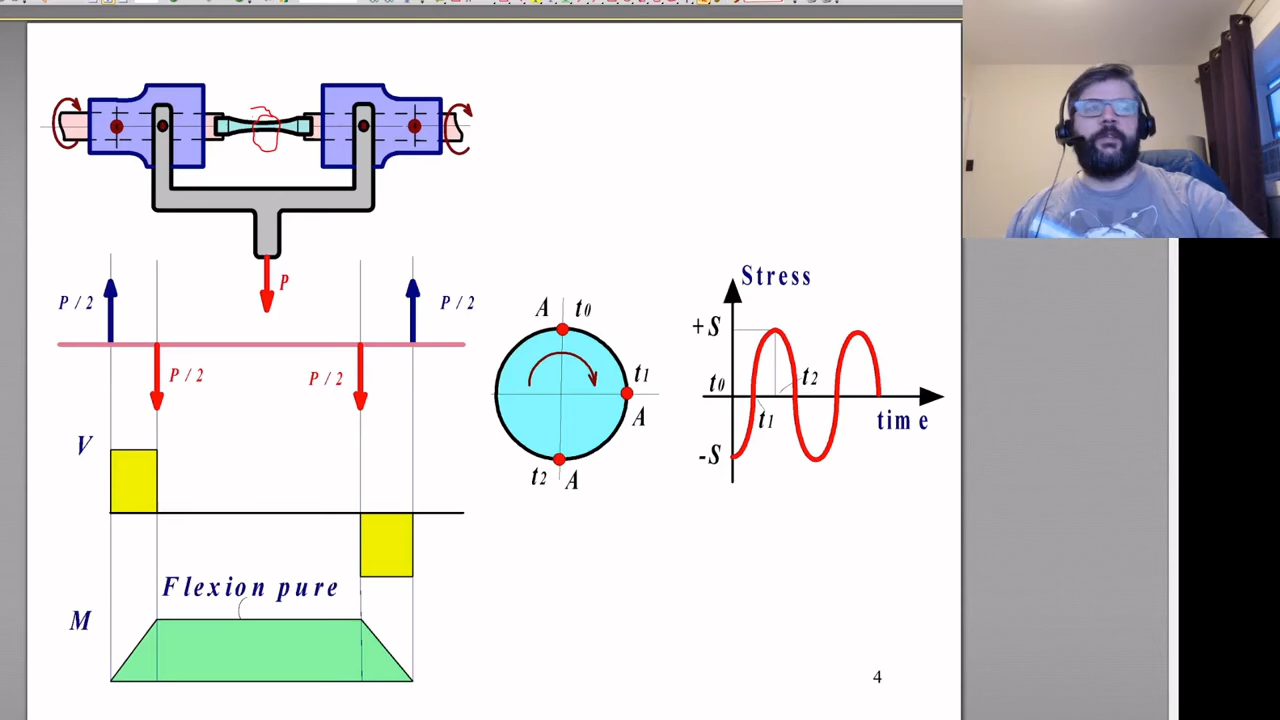 P
P / 2
P / 2
P / 2
P / 2
V
Flexion pure
M
A t0
t1
A
t2 A
Stress
+S
t0
t2
t1
time
-S
4